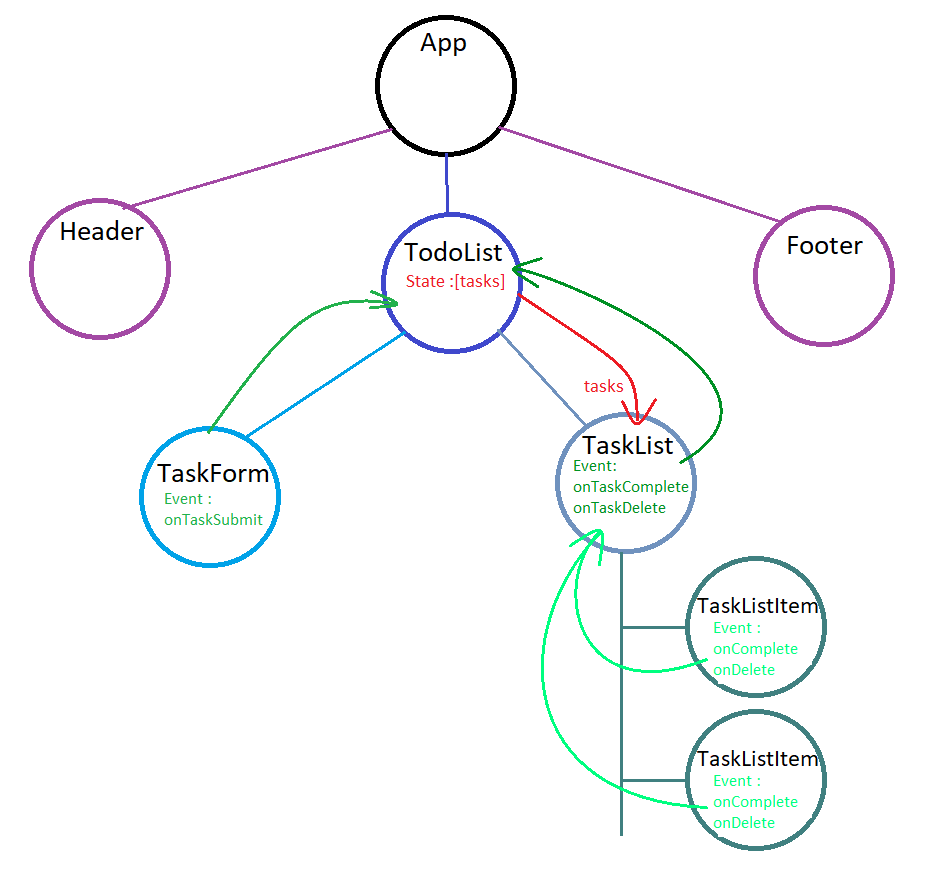 App
Header
TodoList
State :[tasks]
Footer
tasks
TaskForm
Event :
onTaskSubmit
TaskList
Event:
onTaskComplete
onTaskDelete
TaskListItem
Event :
onComplete
onDelete
TaskListItem
Event :
onComplete
onDelete